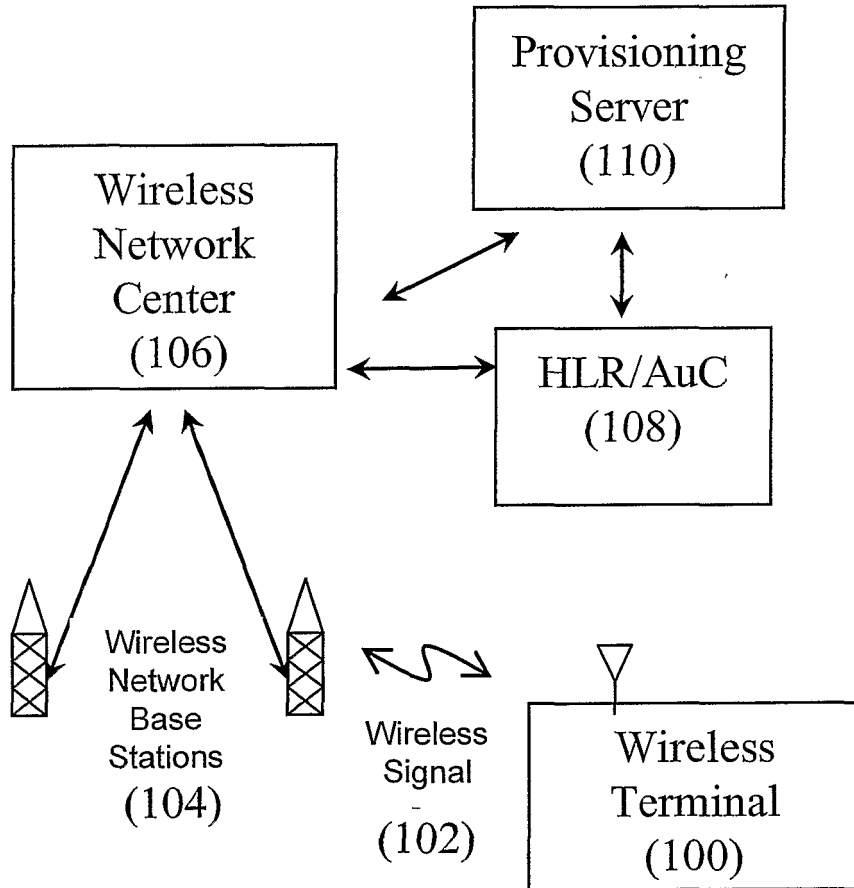 Provisioning
Server
(110)
Wireless
Network
Center
(106)
HLR/AuC
(108)
Wireless
Network
Base
Stations
(104)
Wireless
Signal
(102)
Wireless
Terminal
(100)